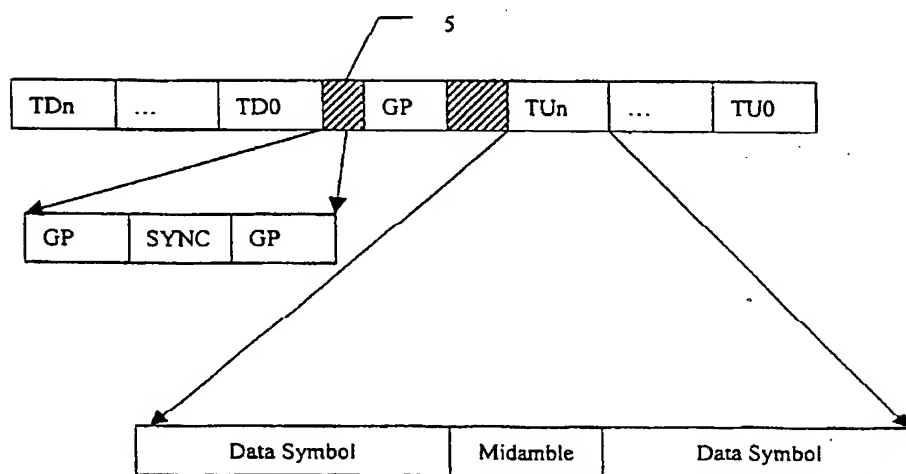 5
TDn ... TD0 GP TUn ... TU0
GP SYNC GP
Data Symbol Midamble Data Symbol